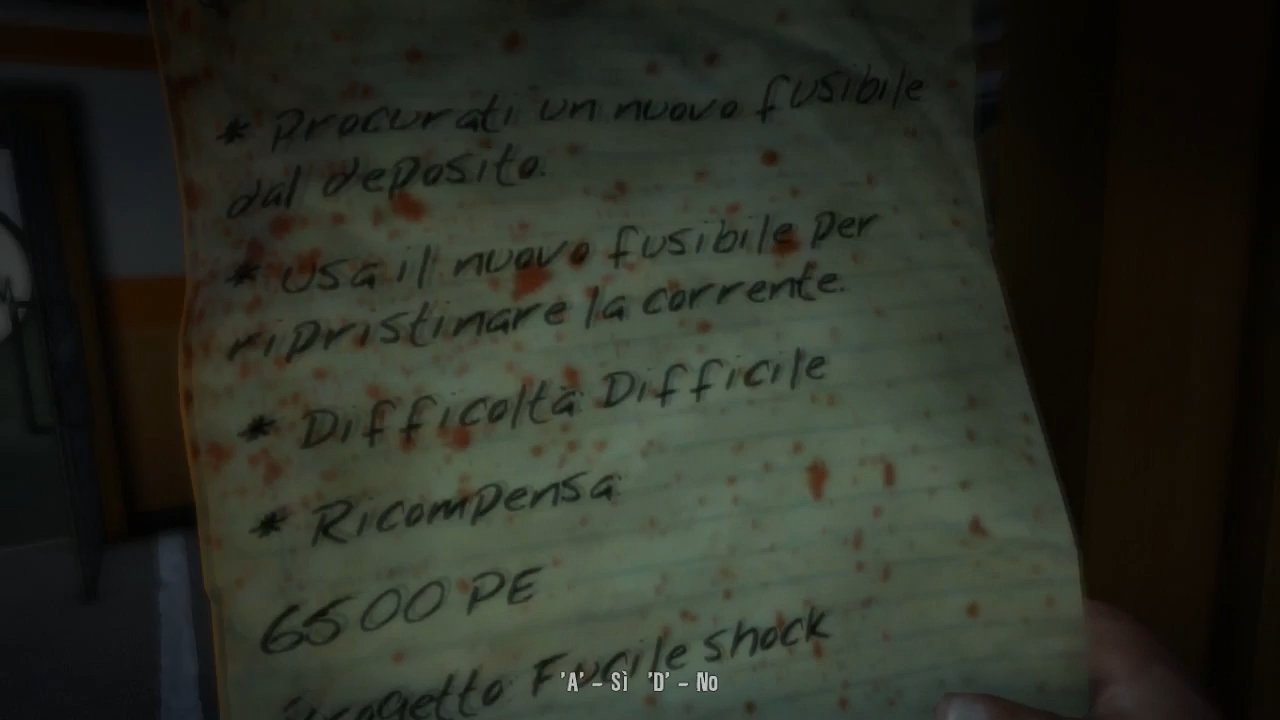 * Procurati un nuovo fusibile
dal deposito.
* usa il nuovo fusibile per
ripristinare la corrente.
* Difficoltà Difficile
* Ricompensa
6500 PE
Progetto Fucile shock
'A' - Sì 'D' - No